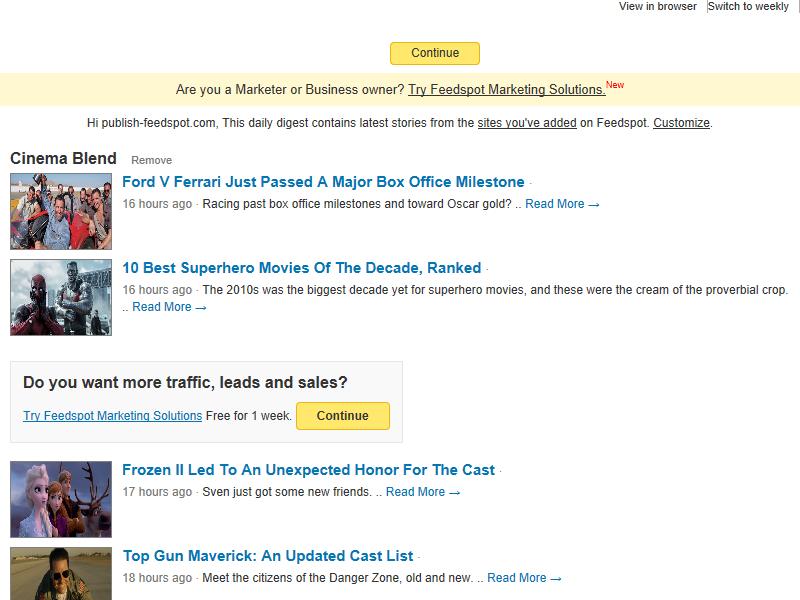 View in browser | Switch to weekly
Continue
Are you a Marketer or Business owner? Try Feedspot Marketing Solutions.New
Hi publish-feedspot.com, This daily digest contains latest stories from the sites you've added on Feedspot. Customize.
Cinema Blend Remove
Ford V Ferrari Just Passed A Major Box Office Milestone ·
16 hours ago · Racing past box office milestones and toward Oscar gold? .. Read More →
10 Best Superhero Movies Of The Decade, Ranked ·
16 hours ago · The 2010s was the biggest decade yet for superhero movies, and these were the cream of the proverbial crop.
.. Read More →
Do you want more traffic, leads and sales?
Try Feedspot Marketing Solutions Free for 1 week. Continue
Frozen II Led To An Unexpected Honor For The Cast ·
17 hours ago · Sven just got some new friends. .. Read More →
Top Gun Maverick: An Updated Cast List ·
18 hours ago · Meet the citizens of the Danger Zone, old and new. .. Read More →